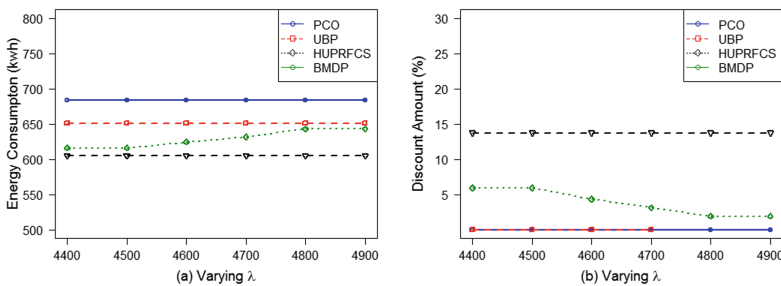 800
750
700
650
600
550
500
Energy Consumpton (kwh)
PCO
UBP
HUPRFCS
BMDP
4400 4500 4600 4700 4800 4900
(a) Varying λ
30
25
20
15
10
5
Discount Amount (%)
PCO
UBP
HUPRFCS
BMDP
4400 4500 4600 4700 4800 4900
(b) Varying λ